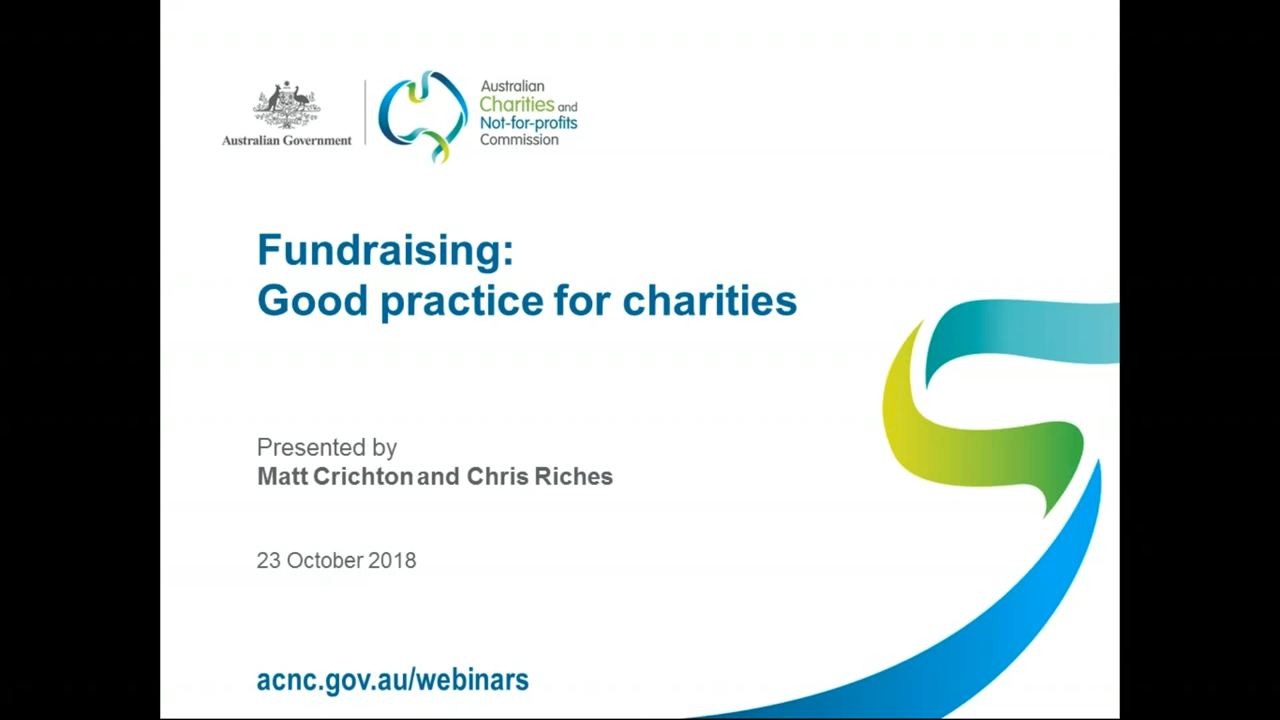 Australian Government
Australian
Charities and
Not-for-profits
Commission
Fundraising:
Good practice for charities
Presented by
Matt Crichton and Chris Riches
23 October 2018
acnc.gov.au/webinars